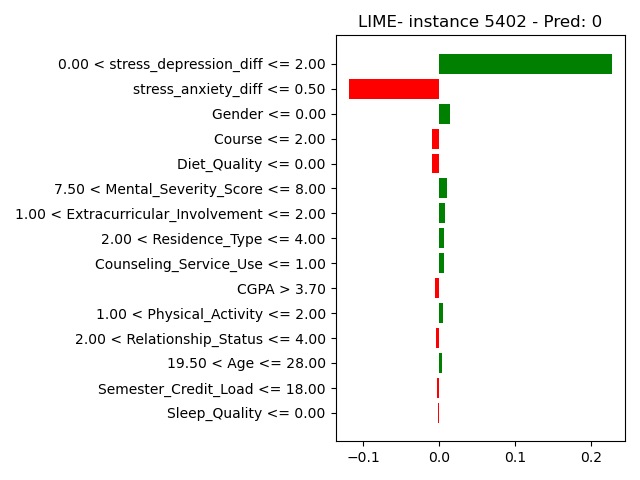 LIME- instance 5402 - Pred: 0
0.00 < stress_depression_diff <= 2.00
stress_anxiety_diff <= 0.50
Gender <= 0.00
Course <= 2.00
Diet_Quality <= 0.00
7.50 < Mental_Severity_Score <= 8.00
1.00 < Extracurricular_Involvement <= 2.00
2.00 < Residence_Type <= 4.00
Counseling_Service_Use <= 1.00
CGPA > 3.70
1.00 < Physical_Activity <= 2.00
2.00 < Relationship_Status <= 4.00
19.50 < Age <= 28.00
Semester_Credit_Load <= 18.00
Sleep_Quality <= 0.00
−0.1 0.0 0.1 0.2